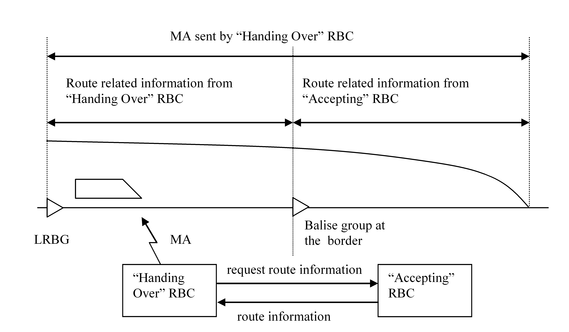 MA sent by “Handing Over” RBC
Route related information from
“Handing Over” RBC
Route related information from
“Accepting” RBC
Balise group at
the border
LRBG
MA
“Handing
Over” RBC
request route information
“Accepting”
RBC
route information